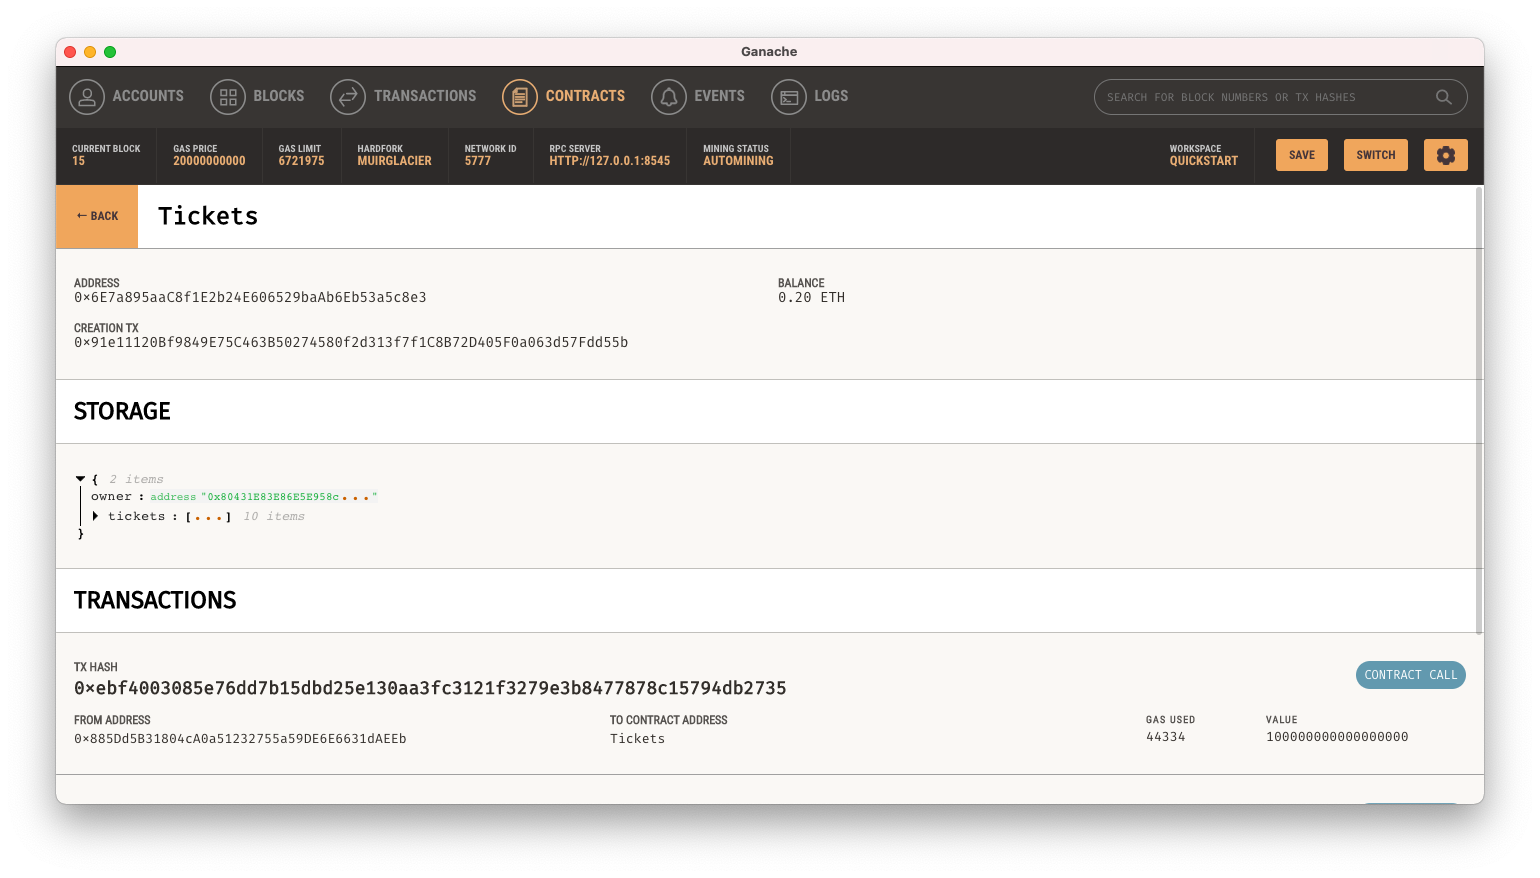 Ganache
ACCOUNTS BLOCKS TRANSACTIONS CONTRACTS EVENTS LOGS SEARCH FOR BLOCK NUMBERS OR TX HASHES
CURRENT BLOCK GAS PRICE GAS LIMIT HARDFORK NETWORK ID RPC SERVER MINING STATUS WORKSPACE
15 20000000000 6721975 MUIRGLACIER 5777 HTTP://127.0.0.1:8545 AUTOMINING QUICKSTART SAVE SWITCH
← BACK Tickets
ADDRESS BALANCE
0×6E7a895aaC8f1E2b24E606529baAb6Eb53a5c8e3 0.20 ETH
CREATION TX
0×91e11120Bf9849E75C463B50274580f2d313f7f1C8B72D405F0a063d57Fdd55b
STORAGE
{ 2 items
owner : address "0x80431E83E86E5E958c..."
tickets : [...] 10 items
}
TRANSACTIONS
TX HASH
0×ebf4003085e76dd7b15dbd25e130aa3fc3121f3279e3b8477878c15794db2735 CONTRACT CALL
FROM ADDRESS TO CONTRACT ADDRESS GAS USED VALUE
0×885Dd5B31804cA0a51232755a59DE6E6631dAEEb Tickets 44334 100000000000000000